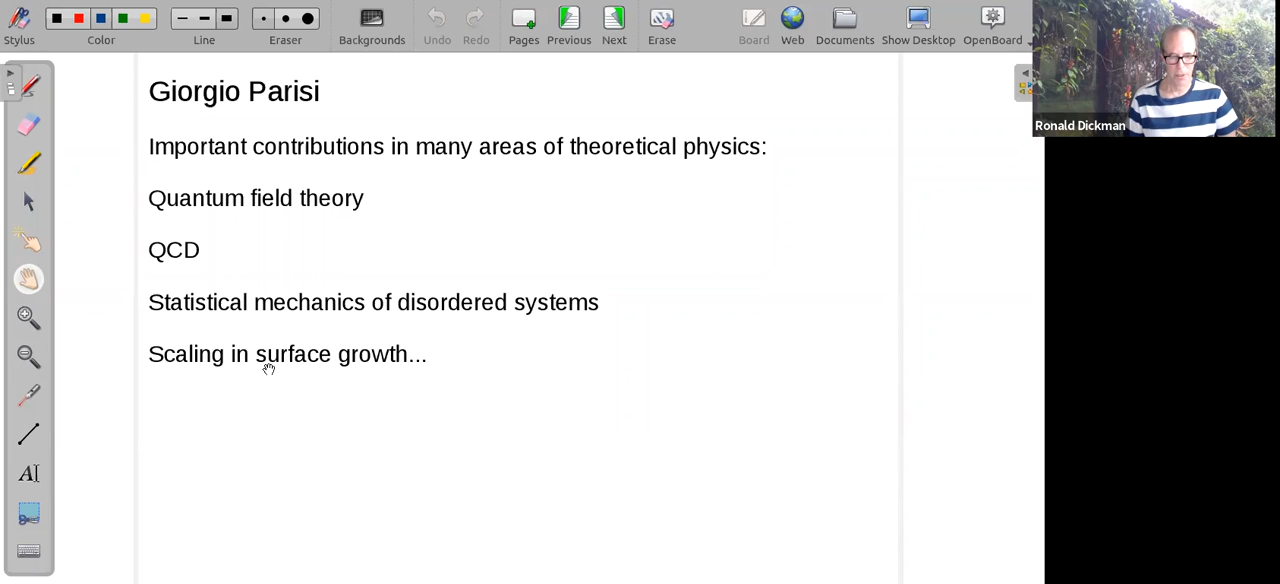 Stylus
Color
Line
Eraser
Backgrounds
Undo
Redo
Pages
Previous
Next
Erase
Board
Web
Documents
Show Desktop
OpenBoard
Ronald Dickman
Giorgio Parisi
Important contributions in many areas of theoretical physics:
Quantum field theory
QCD
Statistical mechanics of disordered systems
Scaling in surface growth...
AI